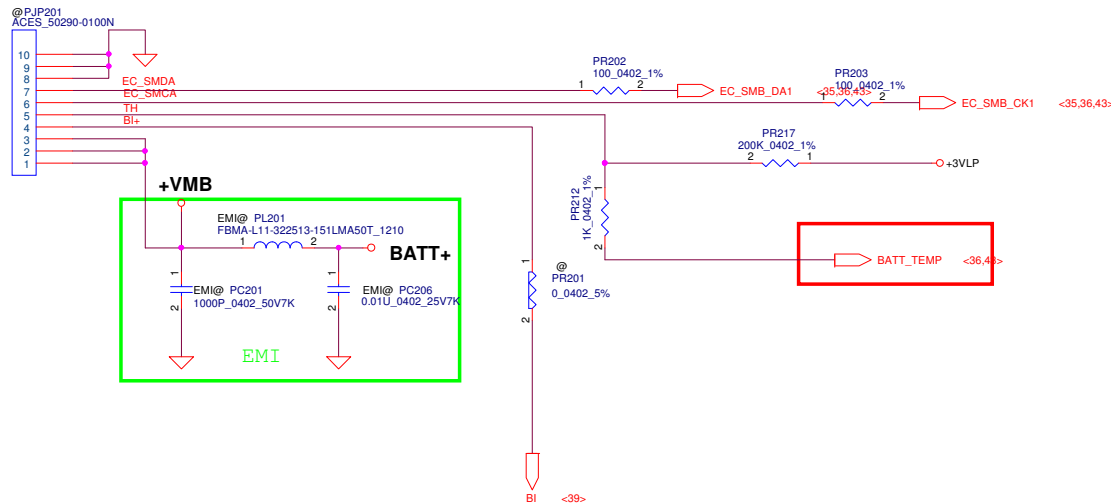 @PJP201
ACES_50290-0100N
10
9
8
7
6
5
4
3
2
1
EC_SMDA
EC_SMCA
TH
BI+
PR202
100_0402_1%
1
2
EC_SMB_DA1 <35,36,43>
PR203
100_0402_1%
1
2
EC_SMB_CK1 <35,36,43>
PR217
200K_0402_1%
2
1
+3VLP
PR212
1K_0402_1%
1
2
BATT_TEMP <36,43>
+VMB
EMI@ PL201
FBMA-L11-322513-151LMA50T_1210
1
2
BATT+
1
EMI@ PC201
1000P_0402_50V7K
2
1
EMI@ PC206
0.01U_0402_25V7K
2
EMI
1
@
PR201
0_0402_5%
2
BI <39>